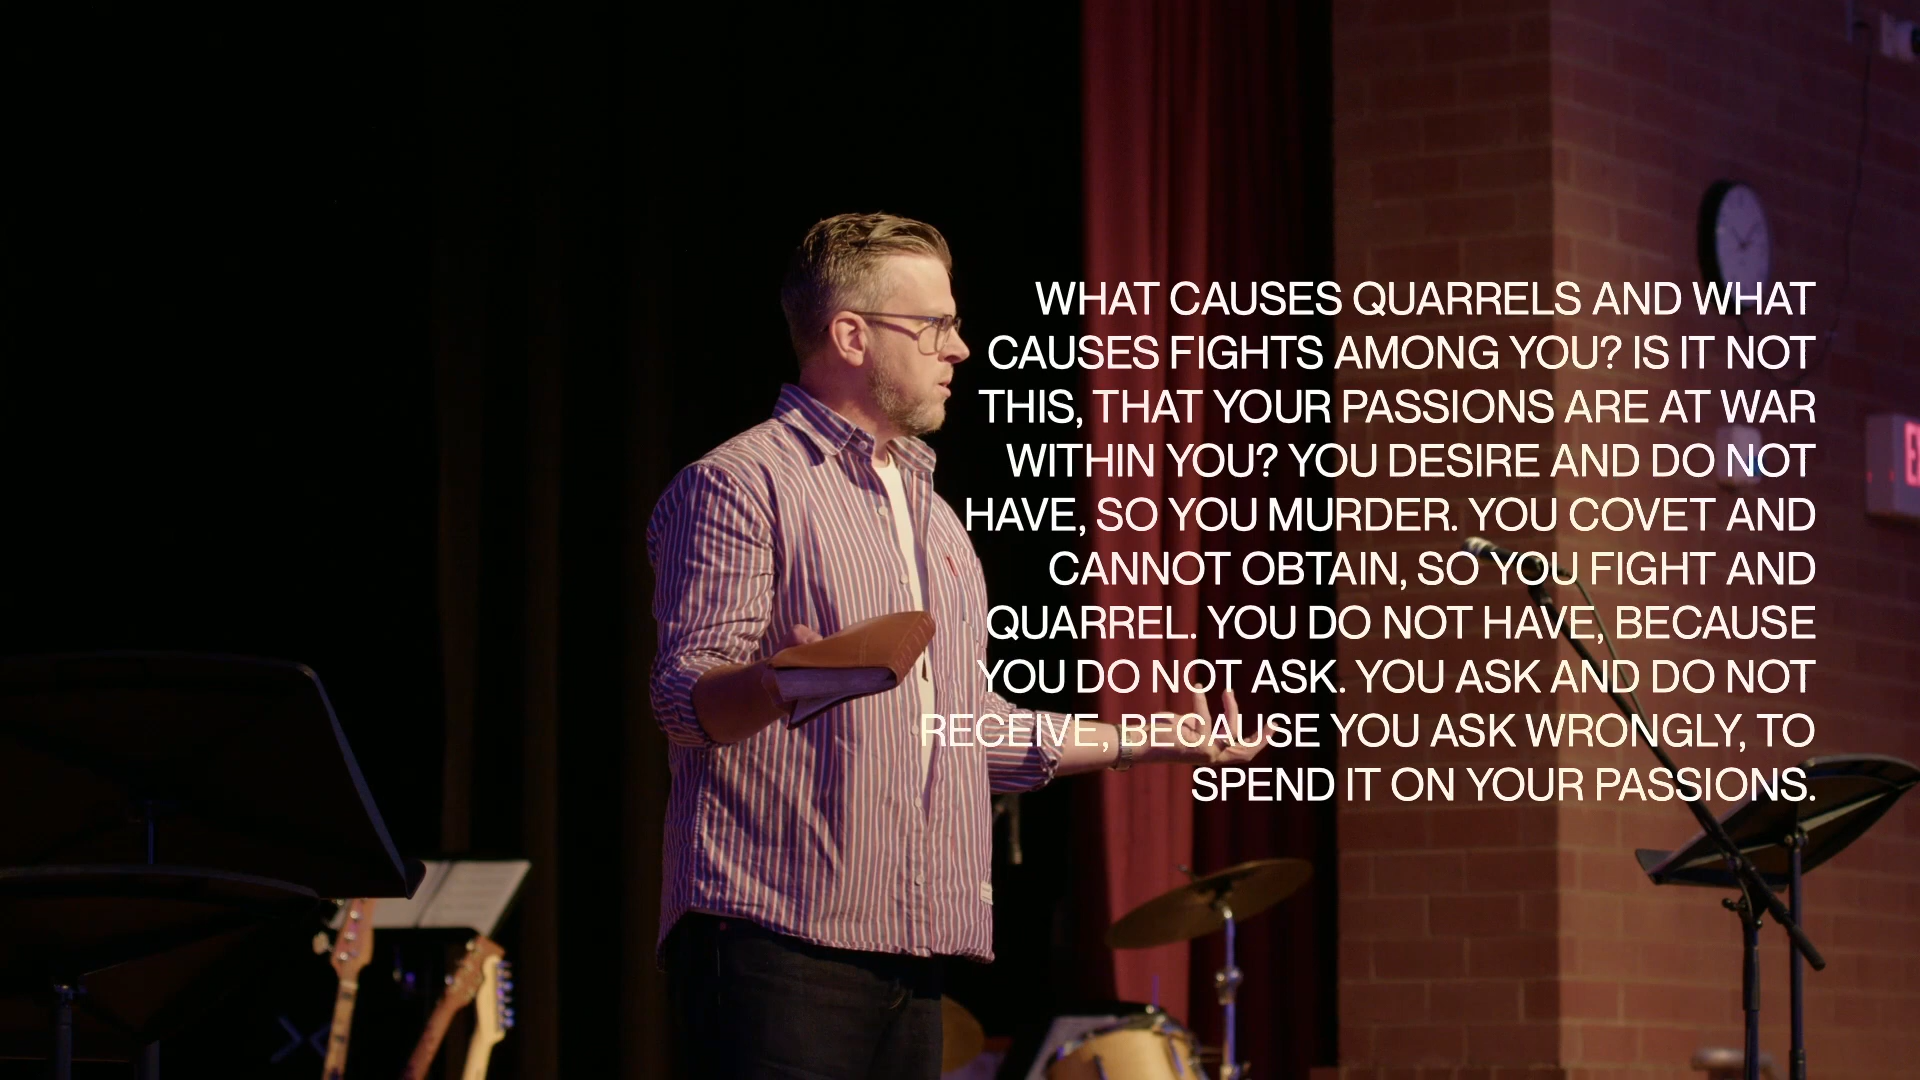 WHAT CAUSES QUARRELS AND WHAT
CAUSES FIGHTS AMONG YOU? IS IT NOT
THIS, THAT YOUR PASSIONS ARE AT WAR
WITHIN YOU? YOU DESIRE AND DO NOT
HAVE, SO YOU MURDER. YOU COVET AND
CANNOT OBTAIN, SO YOU FIGHT AND
QUARREL. YOU DO NOT HAVE, BECAUSE
YOU DO NOT ASK. YOU ASK AND DO NOT
RECEIVE, BECAUSE YOU ASK WRONGLY, TO
SPEND IT ON YOUR PASSIONS.